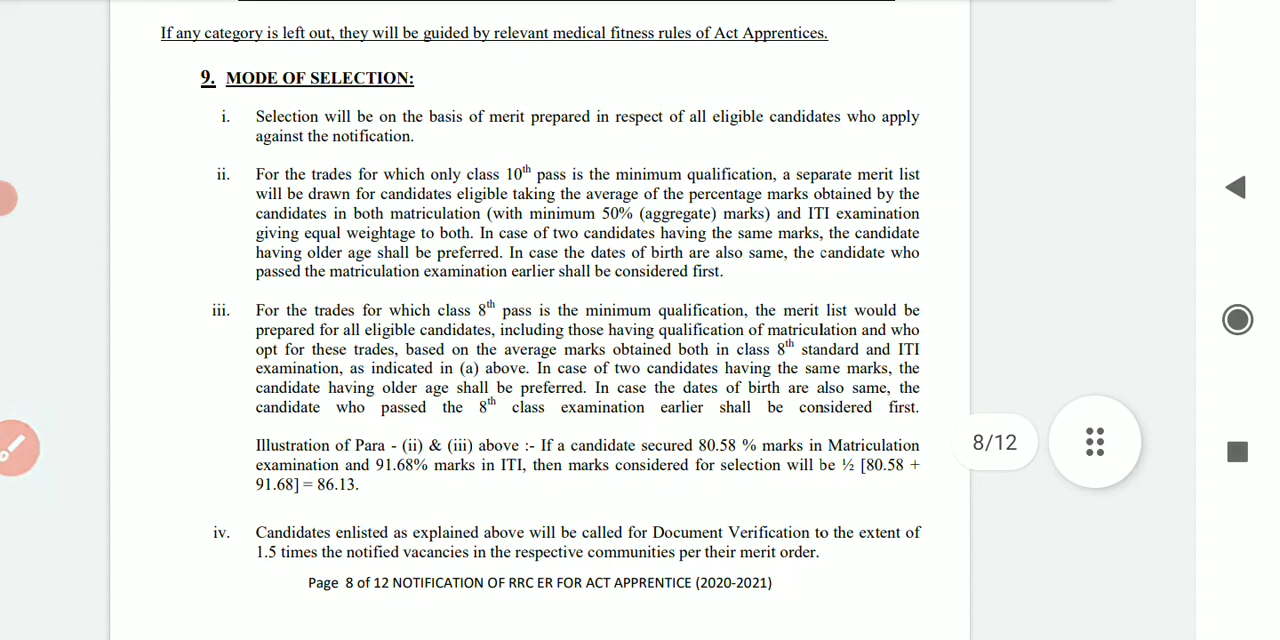 If any category is left out, they will be guided by relevant medical fitness rules of Act Apprentices.
9. MODE OF SELECTION:
i. Selection will be on the basis of merit prepared in respect of all eligible candidates who apply
against the notification.
ii. For the trades for which only class 10th pass is the minimum qualification, a separate merit list
will be drawn for candidates eligible taking the average of the percentage marks obtained by the
candidates in both matriculation (with minimum 50% (aggregate) marks) and ITI examination
giving equal weightage to both. In case of two candidates having the same marks, the candidate
having older age shall be preferred. In case the dates of birth are also same, the candidate who
passed the matriculation examination earlier shall be considered first.
iii. For the trades for which class 8th pass is the minimum qualification, the merit list would be
prepared for all eligible candidates, including those having qualification of matriculation and who
opt for these trades, based on the average marks obtained both in class 8th standard and ITI
examination, as indicated in (a) above. In case of two candidates having the same marks, the
candidate having older age shall be preferred. In case the dates of birth are also same, the
candidate who passed the 8th class examination earlier shall be considered first.
Illustration of Para - (ii) & (iii) above :- If a candidate secured 80.58 % marks in Matriculation
examination and 91.68% marks in ITI, then marks considered for selection will be ½ [80.58 +
91.68] = 86.13.
8/12
iv. Candidates enlisted as explained above will be called for Document Verification to the extent of
1.5 times the notified vacancies in the respective communities per their merit order.
Page 8 of 12 NOTIFICATION OF RRC ER FOR ACT APPRENTICE (2020-2021)